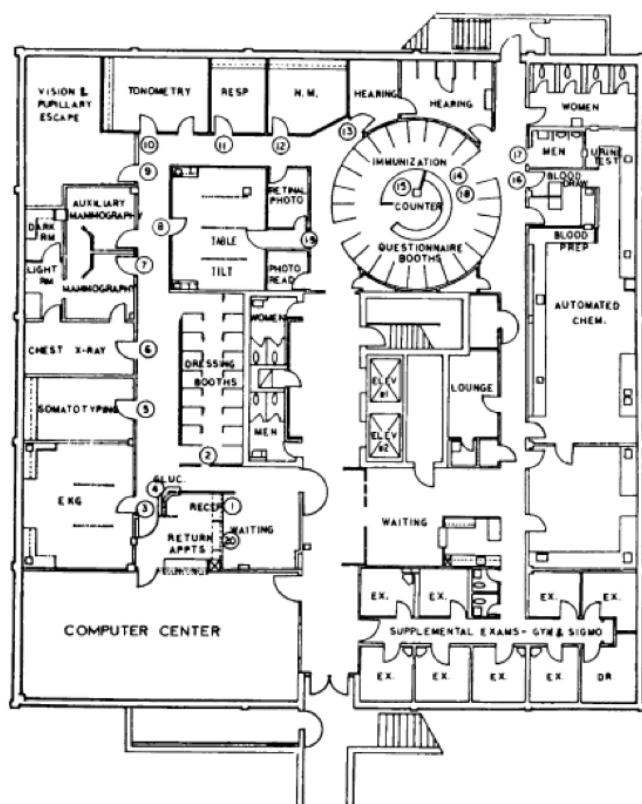 VISION &
PUPILLARY
ESCAPE
TONOMETRY
RESP
N.M.
HEARING
HEARING
WOMEN
10
11
12
13
9
IMMUNIZATION
14
15
18
COUNTER
QUESTIONNAIRE
BOOTHS
17
MEN
URINE
TEST
16
BLOOD
DRAW
BLOOD
PREP
AUXILIARY
MAMMOGRAPHY
RETINAL
PHOTO
8
TABLE
TILT
19
PHOTO
READ
DARK
RM
LIGHT
RM
7
MAMMOGRAPHY
AUTOMATED
CHEM.
WOMEN
CHEST X-RAY
6
DRESSING
BOOTHS
ELEV
#1
LOUNGE
SOMATOTYPING
5
MEN
ELEV
#2
2
EKG
GLUC.
4
3
RECEP
1
WAITING
RETURN
APPTS
20
WAITING
COMPUTER CENTER
EX.
EX.
EX.
EX.
SUPPLEMENTAL EXAMS - GYN & SIGMO
EX.
EX.
EX.
EX.
DR.